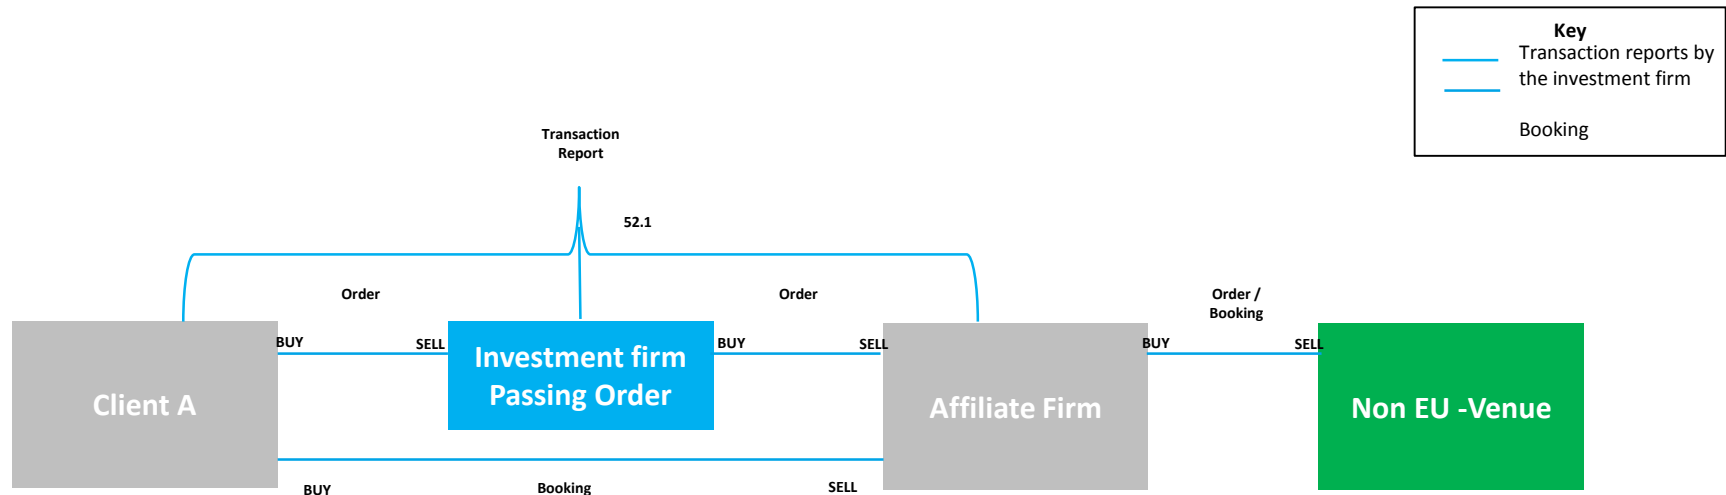 Key
Transaction reports by
the investment firm
Booking
Transaction
Report
52.1
Order
Order
Order /
Booking
BUY
SELL
BUY
SELL
BUY
SELL
Client A
Investment firm
Passing Order
Affiliate Firm
Non EU -Venue
BUY
Booking
SELL